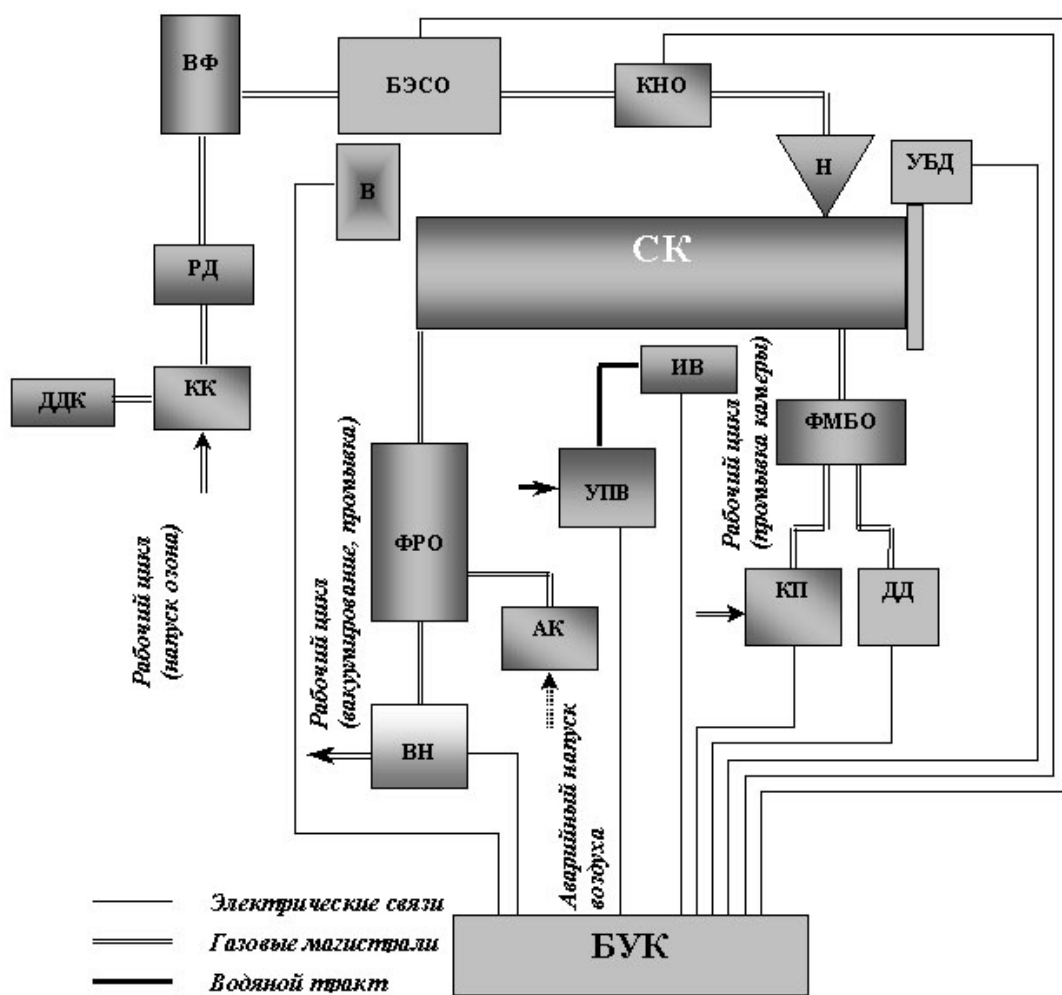 ВФ
БЭСО
КНО
Н
УБД
В
СК
РД
ИВ
КК
ДДК
ФМБО
УПВ
ФРО
КП
ДД
АК
ВН
Рабочий цикл
(напуск озона)
Рабочий цикл
(вакуумирование, промывка)
Рабочий цикл
(промывка камеры)
Аварийный напуск
воздуха
Электрические связи
Газовые магистрали
Водяной тракт
БУК